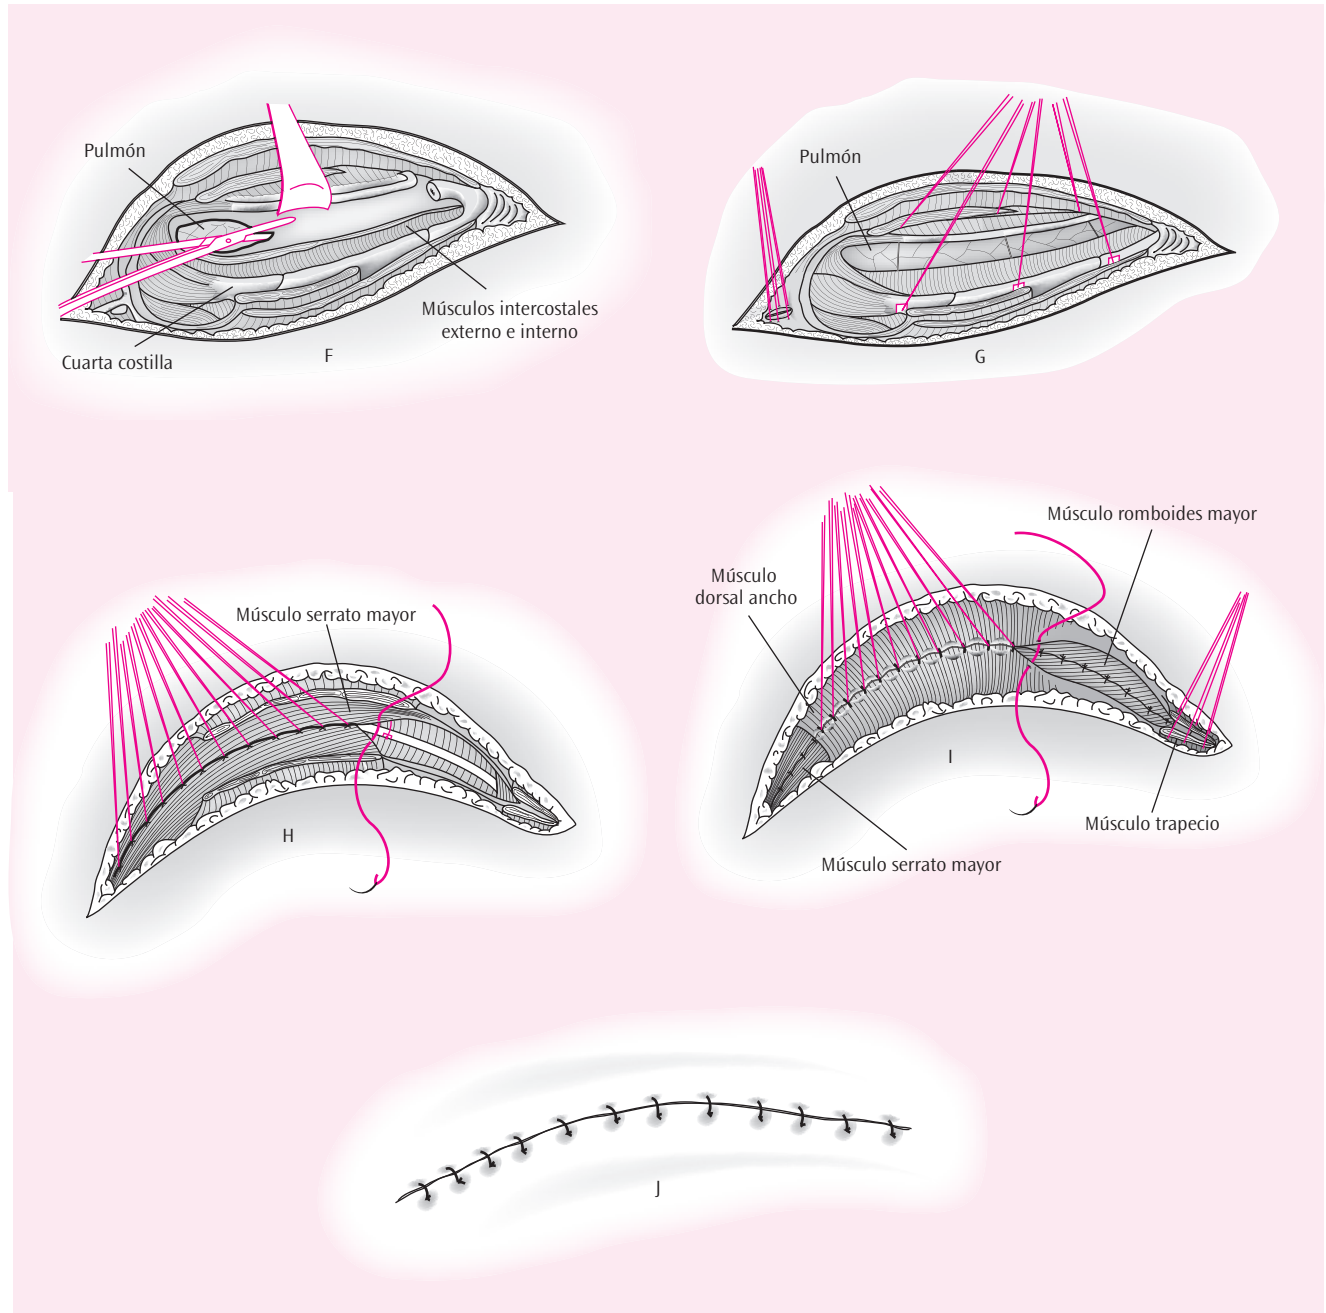 Pulmón
Músculos intercostales
externo e interno
Cuarta costilla
F
Pulmón
G
Músculo serrato mayor
H
Músculo romboides mayor
Músculo
dorsal ancho
I
Músculo trapecio
Músculo serrato mayor
J